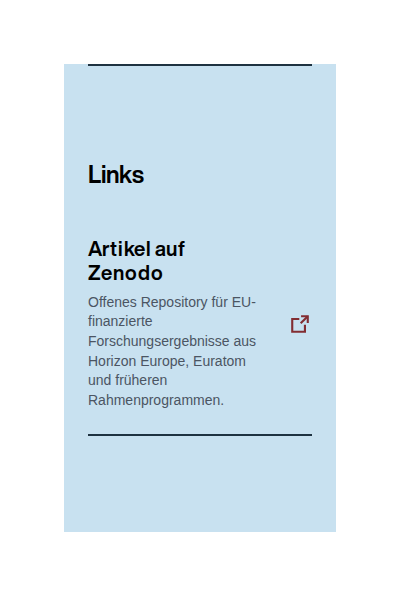 Links
Artikel auf
Zenodo
Offenes Repository für EU-
finanzierte
Forschungsergebnisse aus
Horizon Europe, Euratom
und früheren
Rahmenprogrammen.